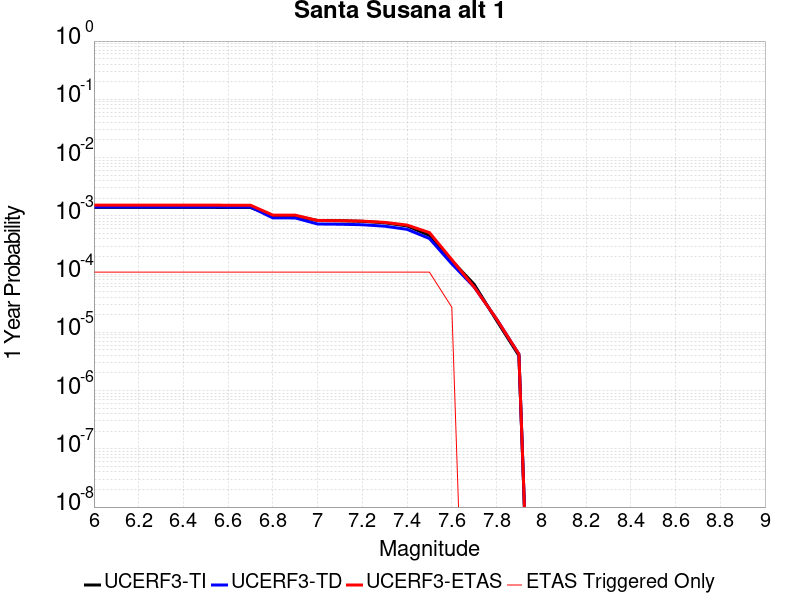 Santa Susana alt 1
10^0
10^-1
10^-2
10^-3
10^-4
10^-5
10^-6
10^-7
10^-8
1 Year Probability
6 6.2 6.4 6.6 6.8 7 7.2 7.4 7.6 7.8 8 8.2 8.4 8.6 8.8 9
Magnitude
UCERF3-TI UCERF3-TD UCERF3-ETAS ETAS Triggered Only